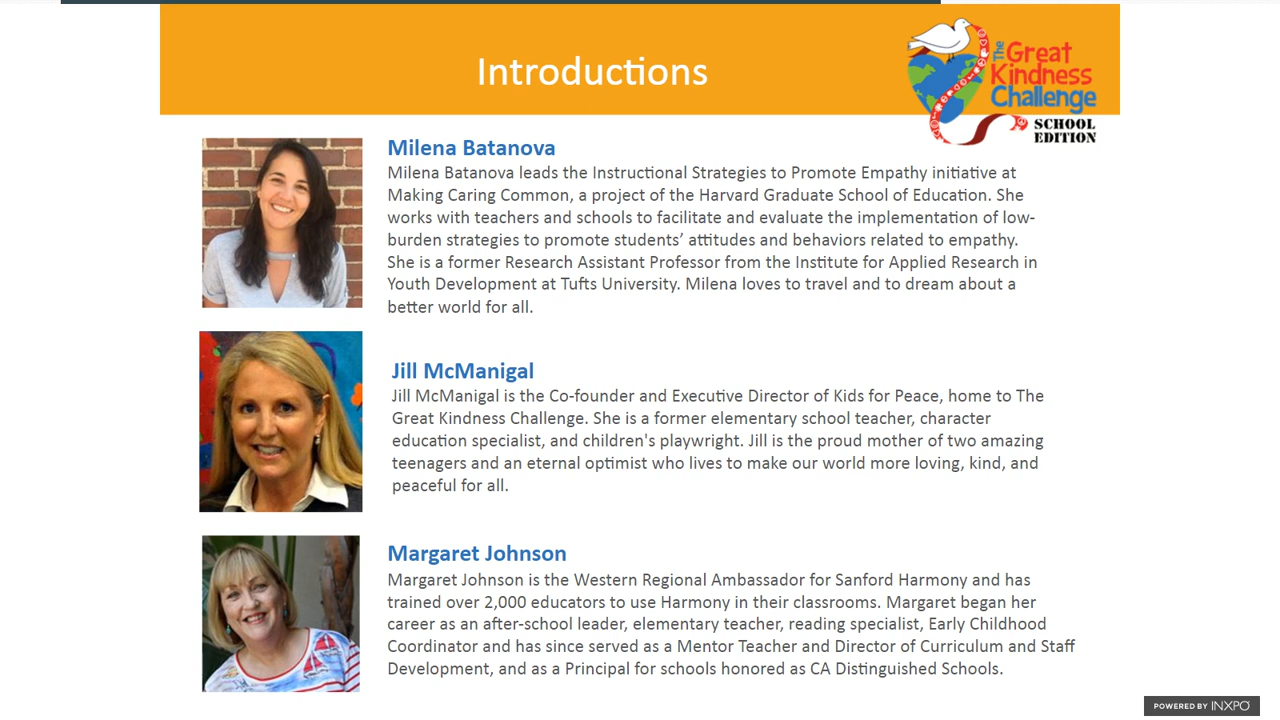 Introductions
The
Great
Kindness
Challenge
SCHOOL
EDITION
Milena Batanova
Milena Batanova leads the Instructional Strategies to Promote Empathy initiative at
Making Caring Common, a project of the Harvard Graduate School of Education. She
works with teachers and schools to facilitate and evaluate the implementation of low-
burden strategies to promote students’ attitudes and behaviors related to empathy.
She is a former Research Assistant Professor from the Institute for Applied Research in
Youth Development at Tufts University. Milena loves to travel and to dream about a
better world for all.
Jill McManigal
Jill McManigal is the Co-founder and Executive Director of Kids for Peace, home to The
Great Kindness Challenge. She is a former elementary school teacher, character
education specialist, and children's playwright. Jill is the proud mother of two amazing
teenagers and an eternal optimist who lives to make our world more loving, kind, and
peaceful for all.
Margaret Johnson
Margaret Johnson is the Western Regional Ambassador for Sanford Harmony and has
trained over 2,000 educators to use Harmony in their classrooms. Margaret began her
career as an after-school leader, elementary teacher, reading specialist, Early Childhood
Coordinator and has since served as a Mentor Teacher and Director of Curriculum and Staff
Development, and as a Principal for schools honored as CA Distinguished Schools.
POWERED BY INXPO